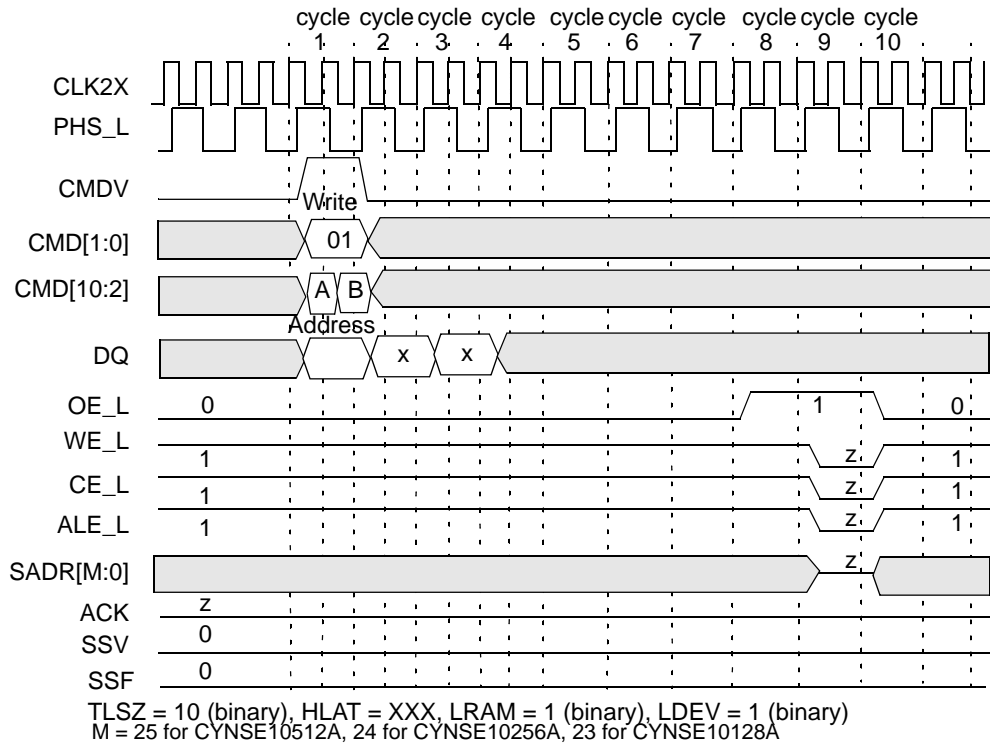 cycle cycle cycle cycle cycle cycle cycle cycle cycle cycle
1 2 3 4 5 6 7 8 9 10
CLK2X
PHS_L
CMDV
Write
CMD[1:0] 01
CMD[10:2] A B
Address
DQ x x
OE_L 0 1 0
WE_L 1 z 1
CE_L 1 z 1
ALE_L 1 z 1
SADR[M:0] z
ACK z
SSV 0
SSF 0
TLSZ = 10 (binary), HLAT = XXX, LRAM = 1 (binary), LDEV = 1 (binary)
M = 25 for CYNSE10512A, 24 for CYNSE10256A, 23 for CYNSE10128A